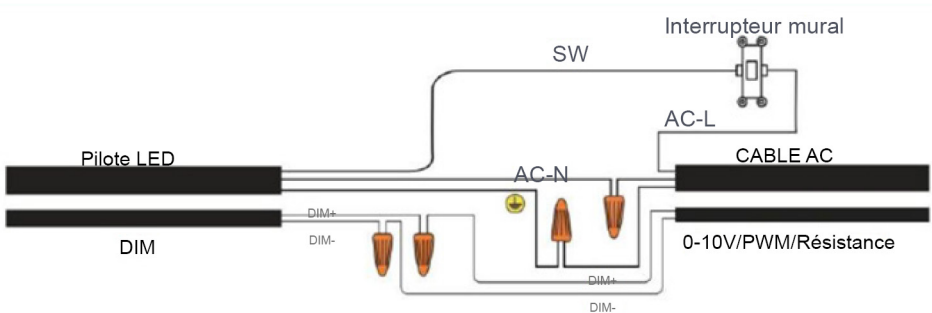 Interrupteur mural
SW
AC-L
Pilote LED
CABLE AC
AC-N
DIM+
DIM-
DIM
0-10V/PWM/Résistance
DIM+
DIM-